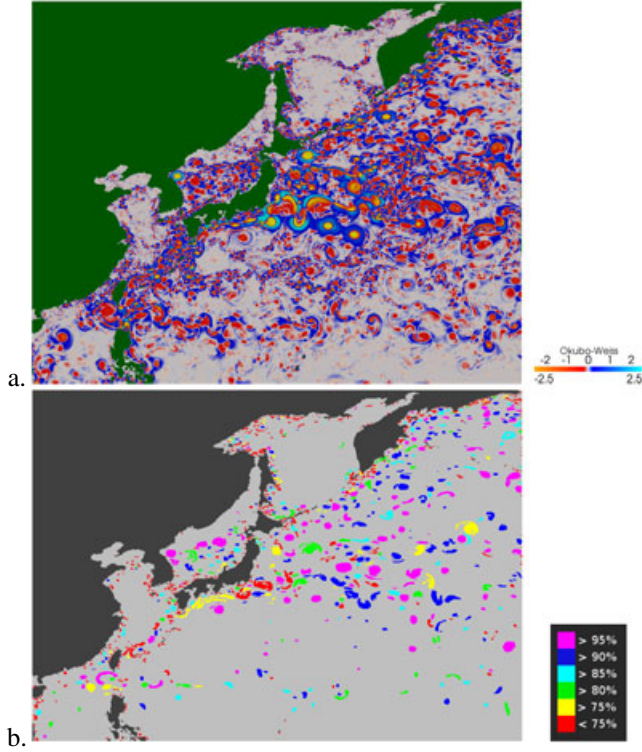 a.
Okubo-Weiss
-2 -1 0 1 2
-2.5 2.5
b.
> 95%
> 90%
> 85%
> 80%
> 75%
< 75%